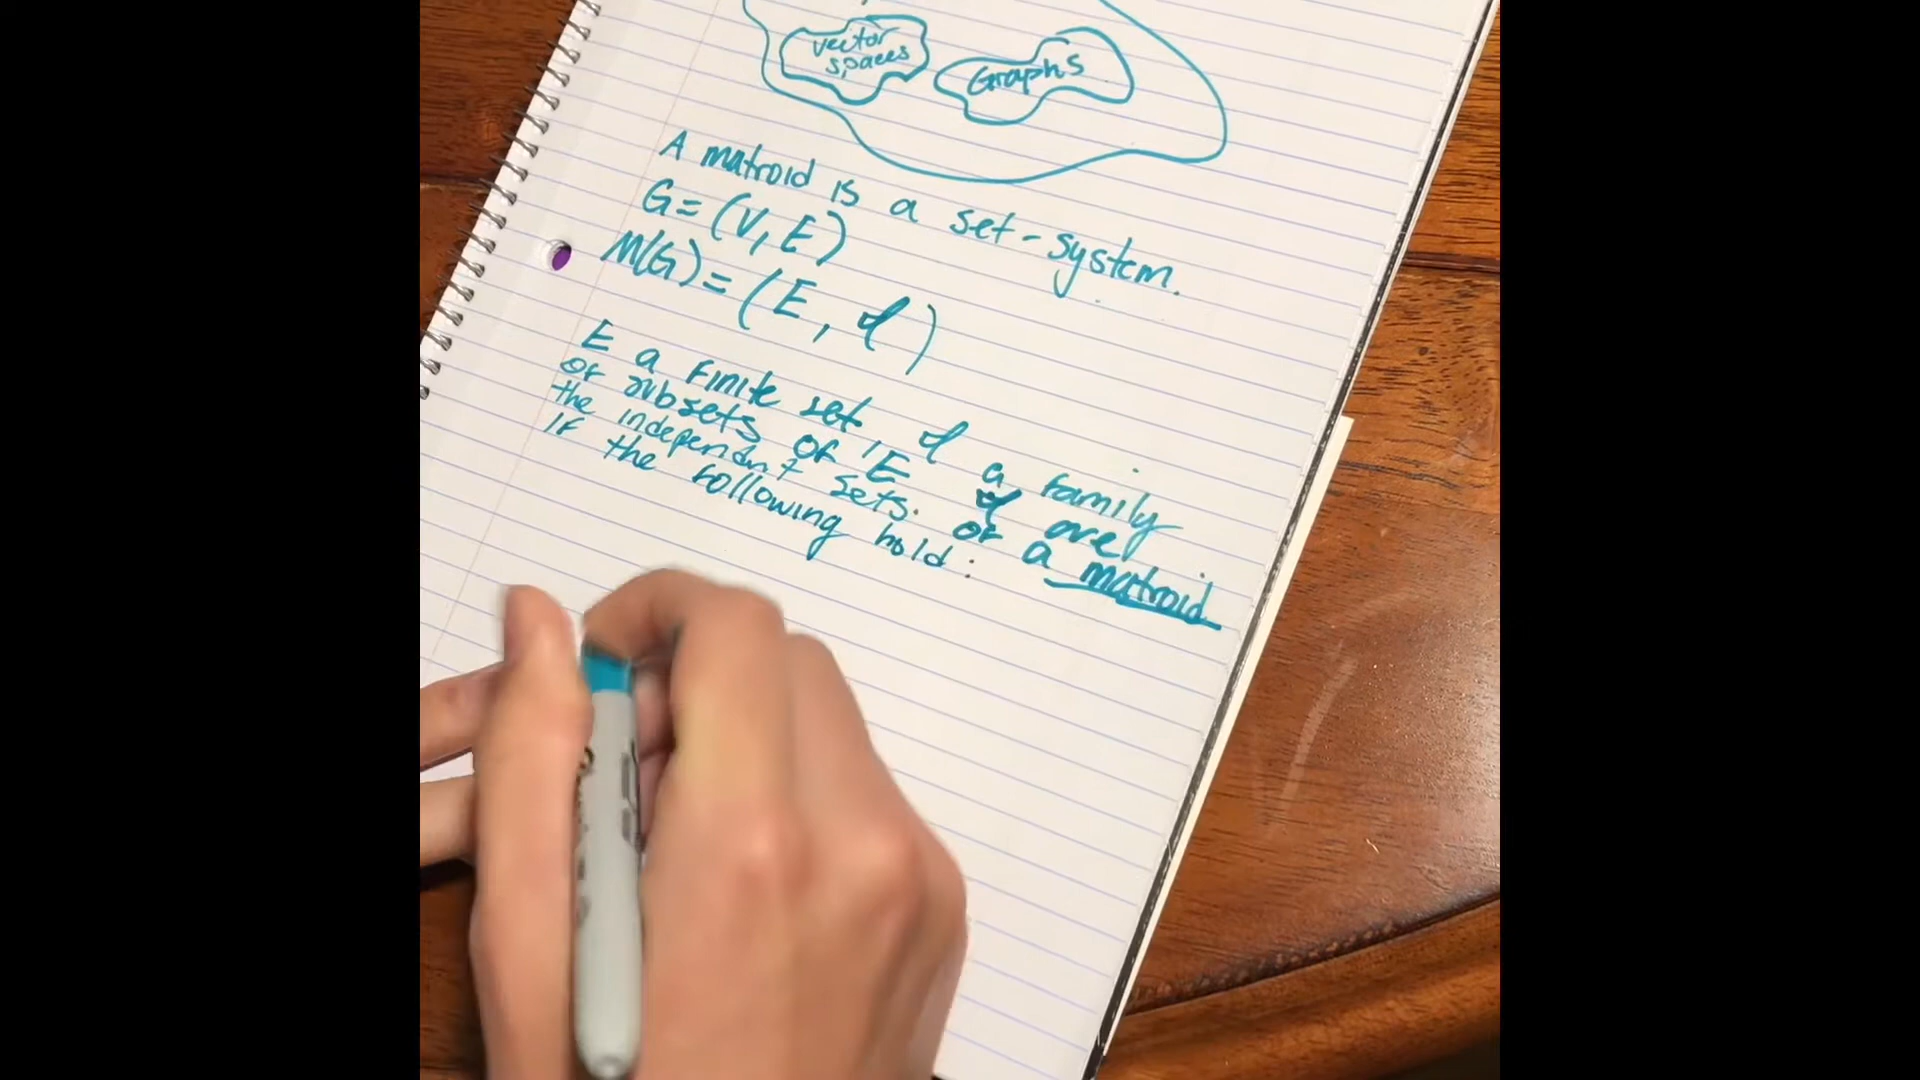 vector
spaces
Graphs
A matroid is a set-system.
G = (V, E)
M(G) = (E, ℐ)
E a finite set ℐ a family
of subsets of E ℐ are
the independent sets. of a matroid
if the following hold: